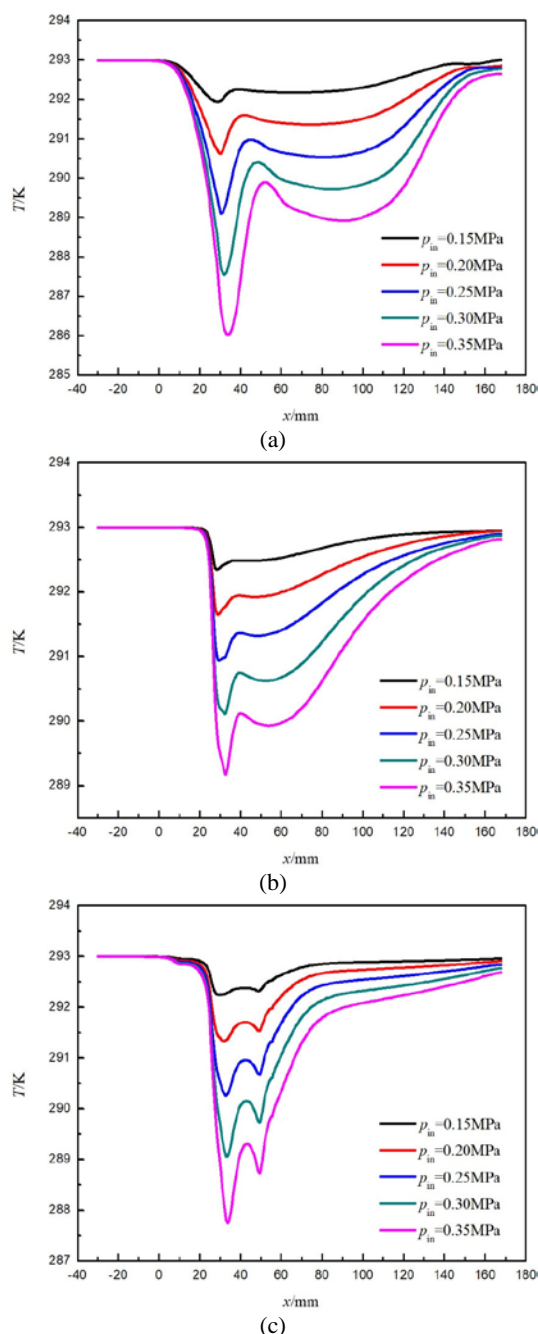 293
292
291
290
289
288
287
286
285
T/K
p_in=0.15MPa
p_in=0.20MPa
p_in=0.25MPa
p_in=0.30MPa
p_in=0.35MPa
-40 -20 0 20 40 60 80 100 120 140 160 180
x/mm
(a)
294
293
292
291
290
289
T/K
p_in=0.15MPa
p_in=0.20MPa
p_in=0.25MPa
p_in=0.30MPa
p_in=0.35MPa
-40 -20 0 20 40 60 80 100 120 140 160 180
x/mm
(b)
294
293
292
291
290
289
288
287
T/K
p_in=0.15MPa
p_in=0.20MPa
p_in=0.25MPa
p_in=0.30MPa
p_in=0.35MPa
-40 -20 0 20 40 60 80 100 120 140 160 180
x/mm
(c)